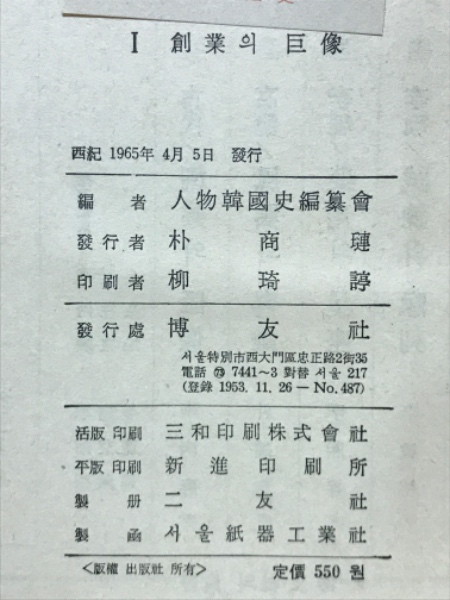 I 創業의 巨像
西紀 1965年 4月 5日 發行
編者 人物韓國史編纂會
發行者 朴商璉
印刷者 柳琦諄
發行處 博友社
서울特別市西大門區忠正路2街35
電話 ㉓ 7441~3 對替 서울 217
(登錄 1953. 11. 26 — No. 487)
活版 印刷 三和印刷株式會社
平版 印刷 新進印刷所
製册 二友社
製函 서울紙器工業社
<版權 出版社 所有> 定價 550 원